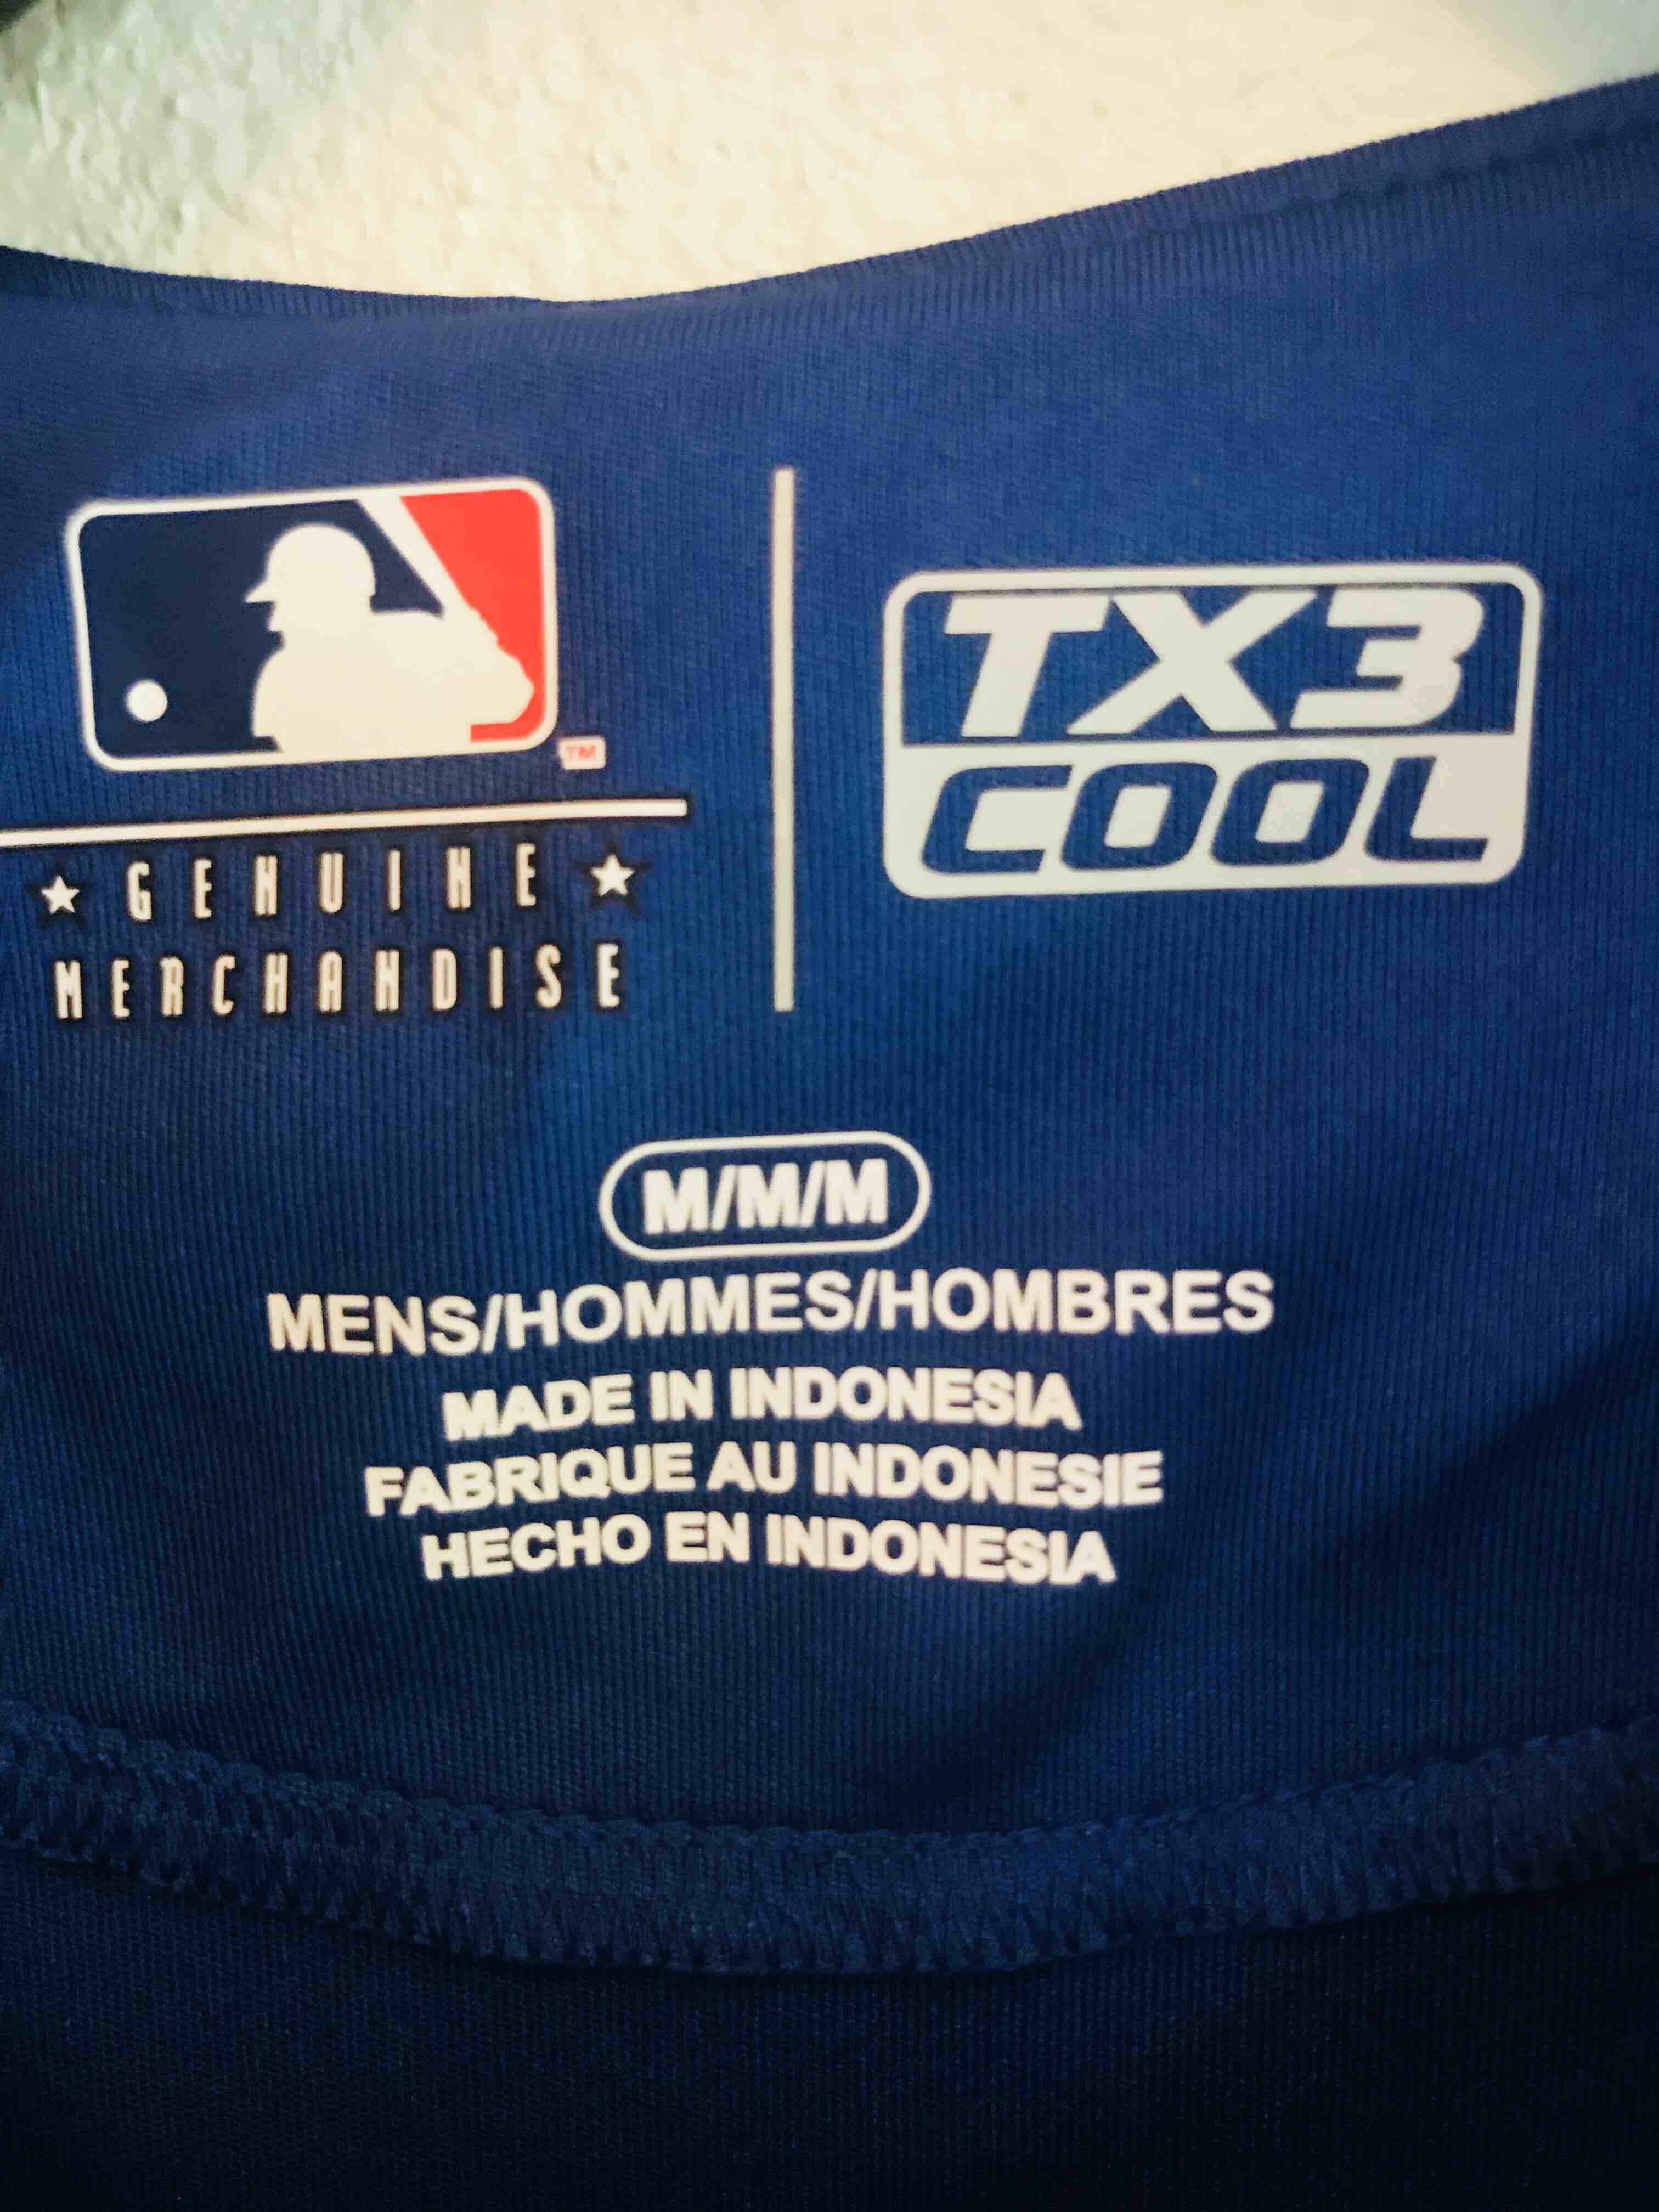 TM
GENUINE
MERCHANDISE
TX3
COOL
M/M/M
MENS/HOMMES/HOMBRES
MADE IN INDONESIA
FABRIQUE AU INDONESIE
HECHO EN INDONESIA